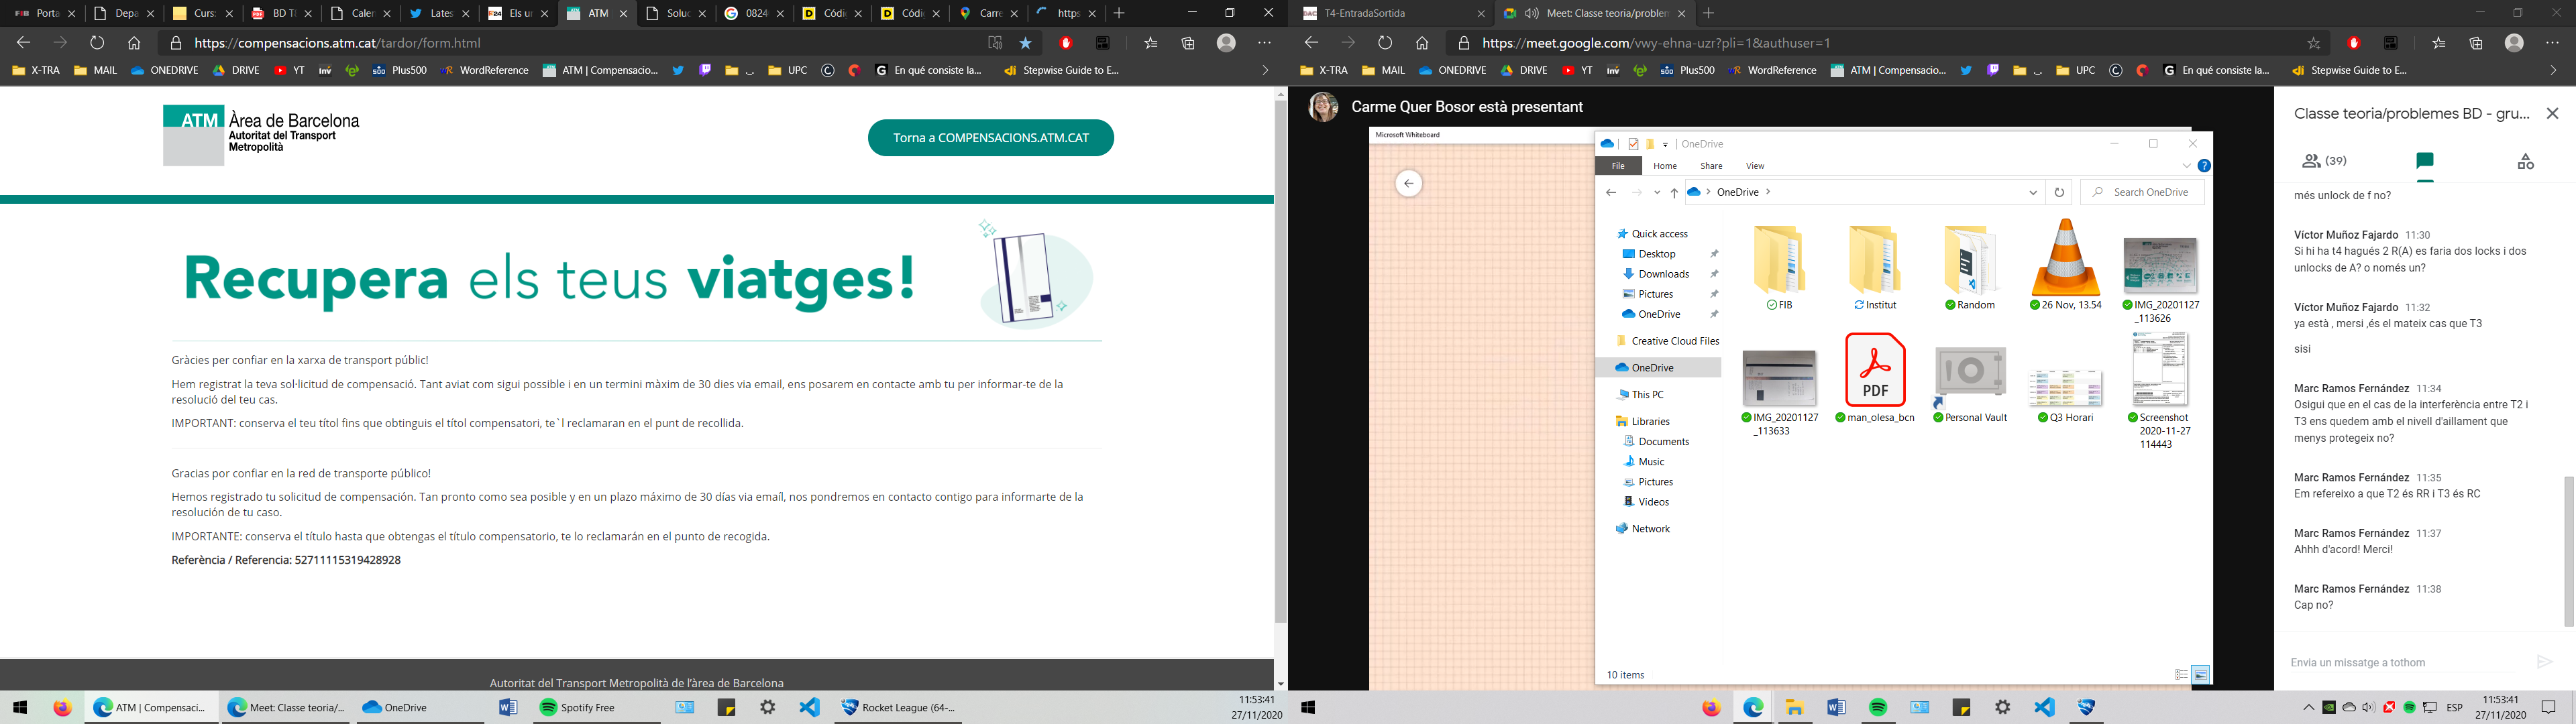 Porta
Depa
Curs:
BD T
Calen
Lates
Els ur
ATM
Soluc
0824
Códi
Códi
Carre
https
https://compensacions.atm.cat/tardor/form.html
X-TRA MAIL ONEDRIVE DRIVE YT inv Plus500 WordReference ATM | Compensacio... UPC En qué consiste la... Stepwise Guide to E...
ATM Àrea de Barcelona
Autoritat del Transport
Metropolità
Torna a COMPENSACIONS.ATM.CAT
Recupera els teus viatges!
Gràcies per confiar en la xarxa de transport públic!
Hem registrat la teva sol·licitud de compensació. Tant aviat com sigui possible i en un termini màxim de 30 dies via email, ens posarem en contacte amb tu per informar-te de la
resolució del teu cas.
IMPORTANT: conserva el teu títol fins que obtinguis el títol compensatori, te`l reclamaran en el punt de recollida.
Gracias por confiar en la red de transporte público!
Hemos registrado tu solicitud de compensación. Tan pronto como sea posible y en un plazo máximo de 30 días via emaíl, nos pondremos en contacto contigo para informarte de la
resolución de tu caso.
IMPORTANTE: conserva el título hasta que obtengas el título compensatorio, te lo reclamarán en el punto de recogida.
Referència / Referencia: 52711115319428928
Autoritat del Transport Metropolità de l'àrea de Barcelona
ATM | Compensaci...
Meet: Classe teoria/...
OneDrive
Spotify Free
Rocket League (64-...
11:53:41
27/11/2020
T4-EntradaSortida
Meet: Classe teoria/problem
https://meet.google.com/vwy-ehna-uzr?pli=1&authuser=1
X-TRA MAIL ONEDRIVE DRIVE YT inv Plus500 WordReference ATM | Compensacio... UPC En qué consiste la... Stepwise Guide to E...
Carme Quer Bosor està presentant
Microsoft Whiteboard
OneDrive
File Home Share View
OneDrive
Search OneDrive
Quick access
Desktop
Downloads
Pictures
OneDrive
Creative Cloud Files
OneDrive
This PC
Libraries
Documents
Music
Pictures
Videos
Network
FIB
Institut
Random
26 Nov, 13.54
IMG_20201127
_113626
IMG_20201127
_113633
PDF
man_olesa_bcn
Personal Vault
Q3 Horari
Screenshot
2020-11-27
114443
10 items
Classe teoria/problemes BD - gru...
(39)
més unlock de f no?
Víctor Muñoz Fajardo 11:30
Si hi ha t4 hagués 2 R(A) es faria dos locks i dos
unlocks de A? o només un?
Víctor Muñoz Fajardo 11:32
ya està , mersi ,és el mateix cas que T3
sisi
Marc Ramos Fernández 11:34
Osigui que en el cas de la interferència entre T2 i
T3 ens quedem amb el nivell d'aillament que
menys protegeix no?
Marc Ramos Fernández 11:35
Em refereixo a que T2 és RR i T3 és RC
Marc Ramos Fernández 11:37
Ahhh d'acord! Merci!
Marc Ramos Fernández 11:38
Cap no?
Envia un missatge a tothom
ESP
11:53:41
27/11/2020